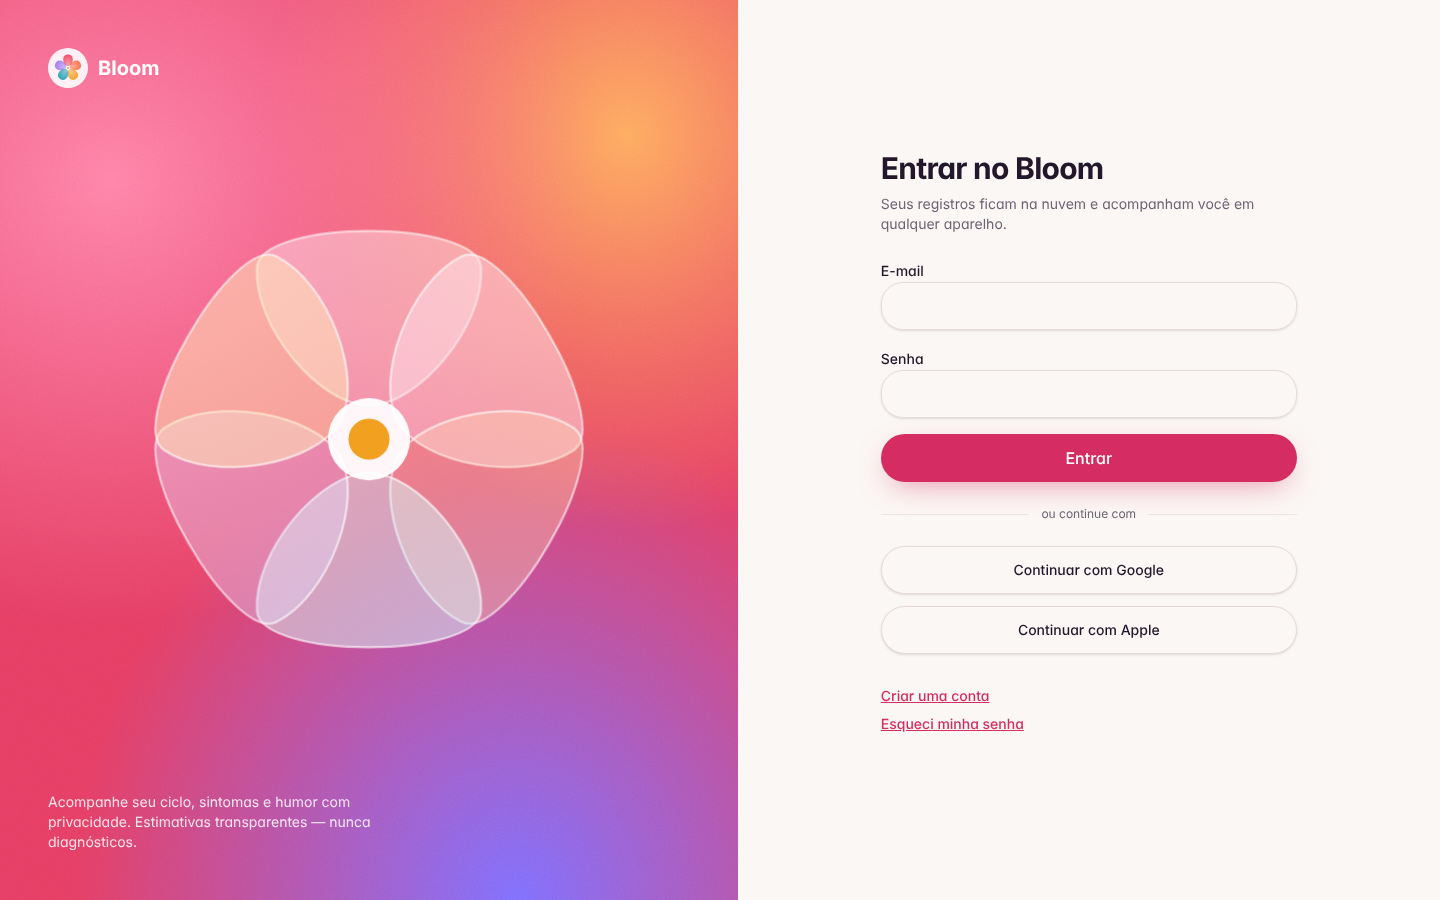 Bloom
Acompanhe seu ciclo, sintomas e humor com
privacidade. Estimativas transparentes — nunca
diagnósticos.
Entrar no Bloom
Seus registros ficam na nuvem e acompanham você em
qualquer aparelho.
E-mail
Senha
Entrar
ou continue com
Continuar com Google
Continuar com Apple
Criar uma conta
Esqueci minha senha